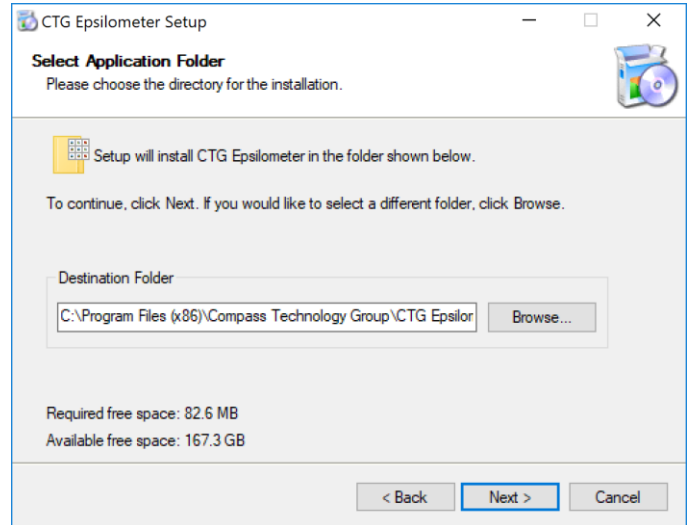 CTG Epsilometer Setup
Select Application Folder
Please choose the directory for the installation.
Setup will install CTG Epsilometer in the folder shown below.
To continue, click Next. If you would like to select a different folder, click Browse.
Destination Folder
C:\Program Files (x86)\Compass Technology Group\CTG Epsilor
Browse...
Required free space: 82.6 MB
Available free space: 167.3 GB
< Back Next > Cancel